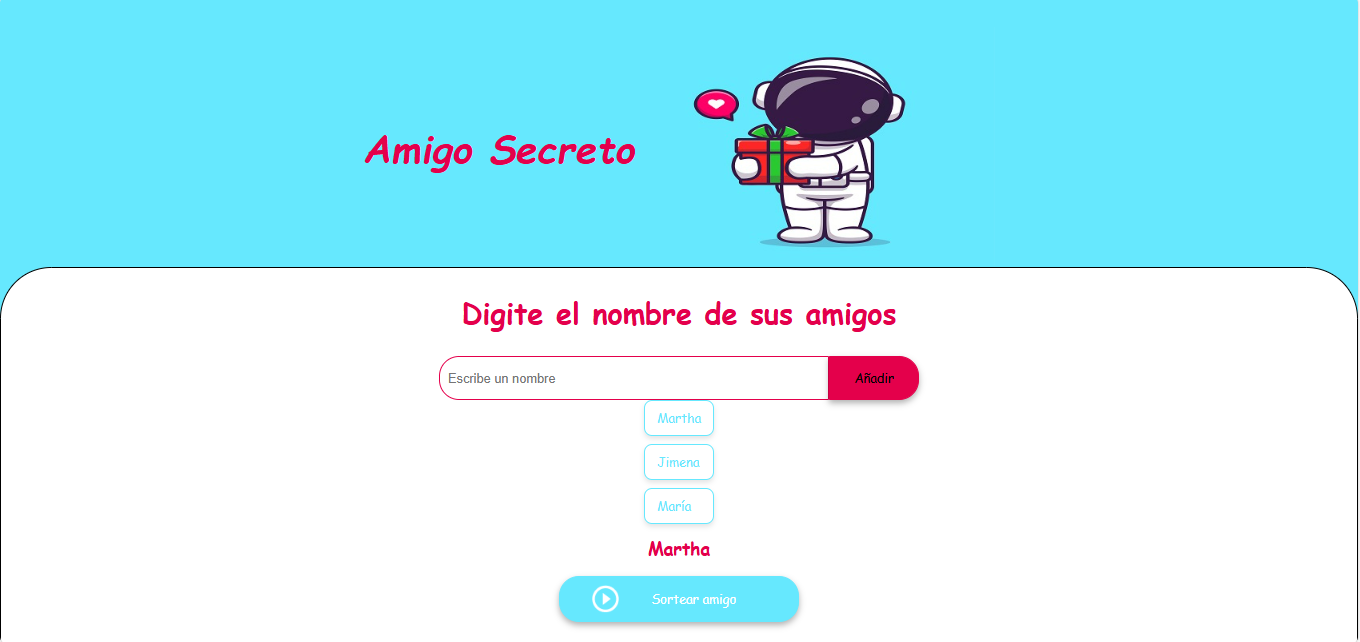 Amigo Secreto
Digite el nombre de sus amigos
Escribe un nombre
Añadir
Martha
Jimena
María
Martha
Sortear amigo